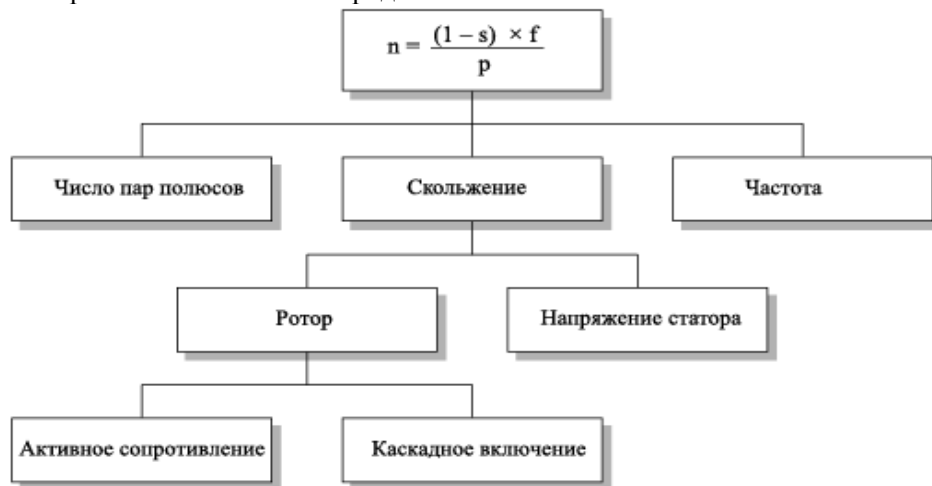 n = (1 – s) × f / p
Число пар полюсов
Скольжение
Частота
Ротор
Напряжение статора
Активное сопротивление
Каскадное включение